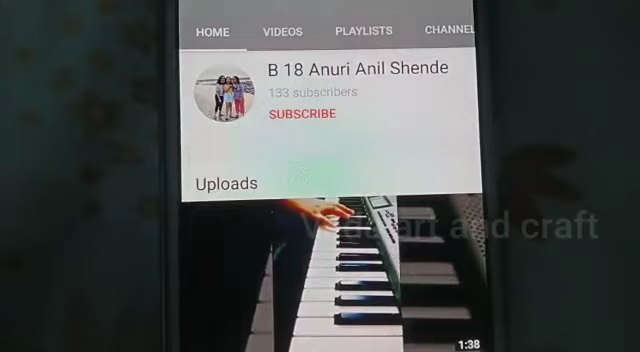 HOME VIDEOS PLAYLISTS CHANNEL
B 18 Anuri Anil Shende
133 subscribers
SUBSCRIBE
Uploads
art and craft
1:38